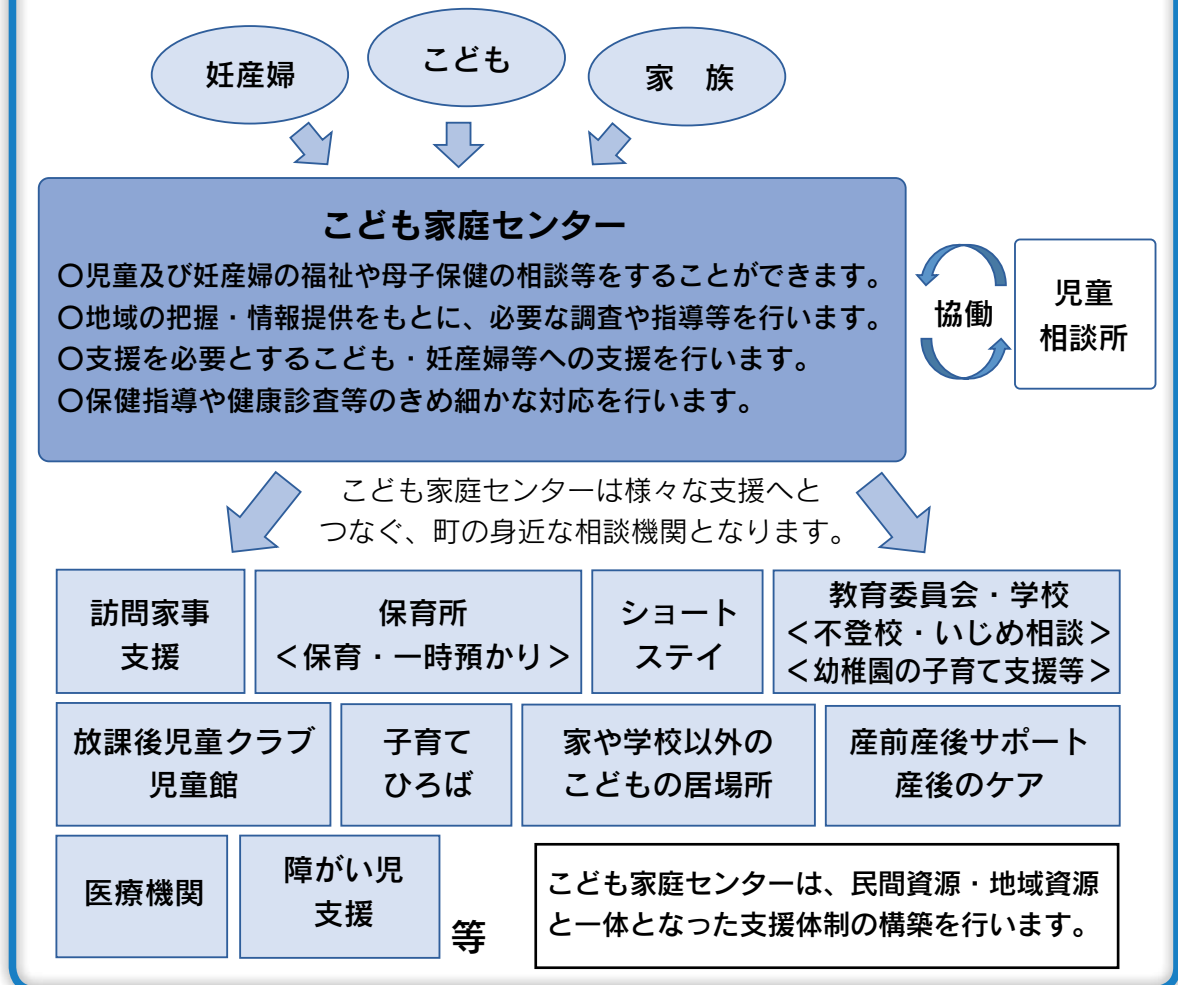 妊産婦
こども
家　族
こども家庭センター
〇児童及び妊産婦の福祉や母子保健の相談等をすることができます。
〇地域の把握・情報提供をもとに、必要な調査や指導等を行います。
〇支援を必要とするこども・妊産婦等への支援を行います。
〇保健指導や健康診査等のきめ細かな対応を行います。
協働
児童
相談所
こども家庭センターは様々な支援へと
つなぐ、町の身近な相談機関となります。
訪問家事
支援
保育所
＜保育・一時預かり＞
ショート
ステイ
教育委員会・学校
＜不登校・いじめ相談＞
＜幼稚園の子育て支援等＞
放課後児童クラブ
児童館
子育て
ひろば
家や学校以外の
こどもの居場所
産前産後サポート
産後のケア
医療機関
障がい児
支援
等
こども家庭センターは、民間資源・地域資源
と一体となった支援体制の構築を行います。